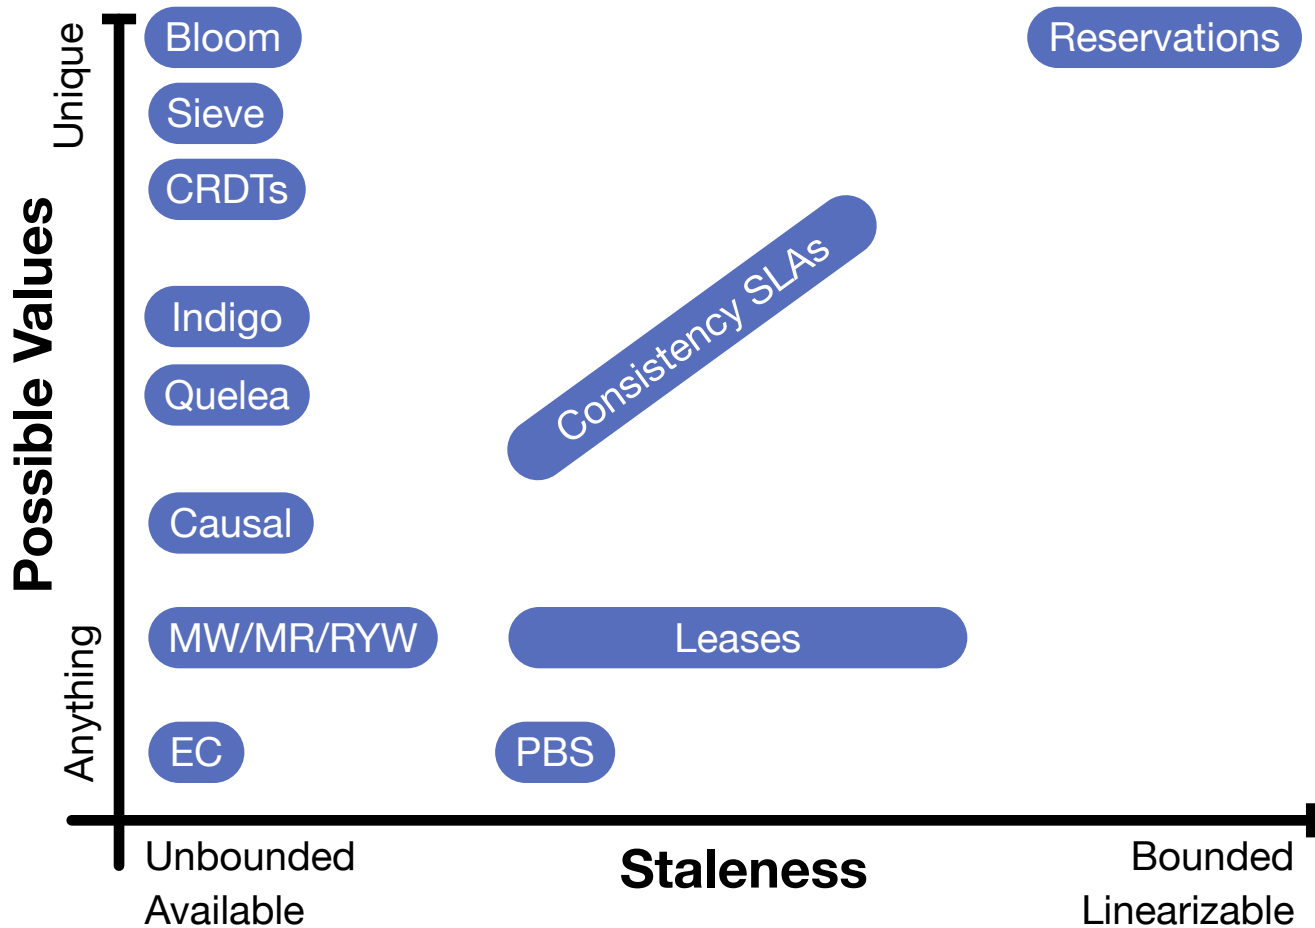 Unique
Bloom
Reservations
Sieve
CRDTs
Possible Values
Consistency SLAs
Indigo
Quelea
Causal
Anything
MW/MR/RYW
Leases
EC
PBS
Unbounded
Available
Staleness
Bounded
Linearizable